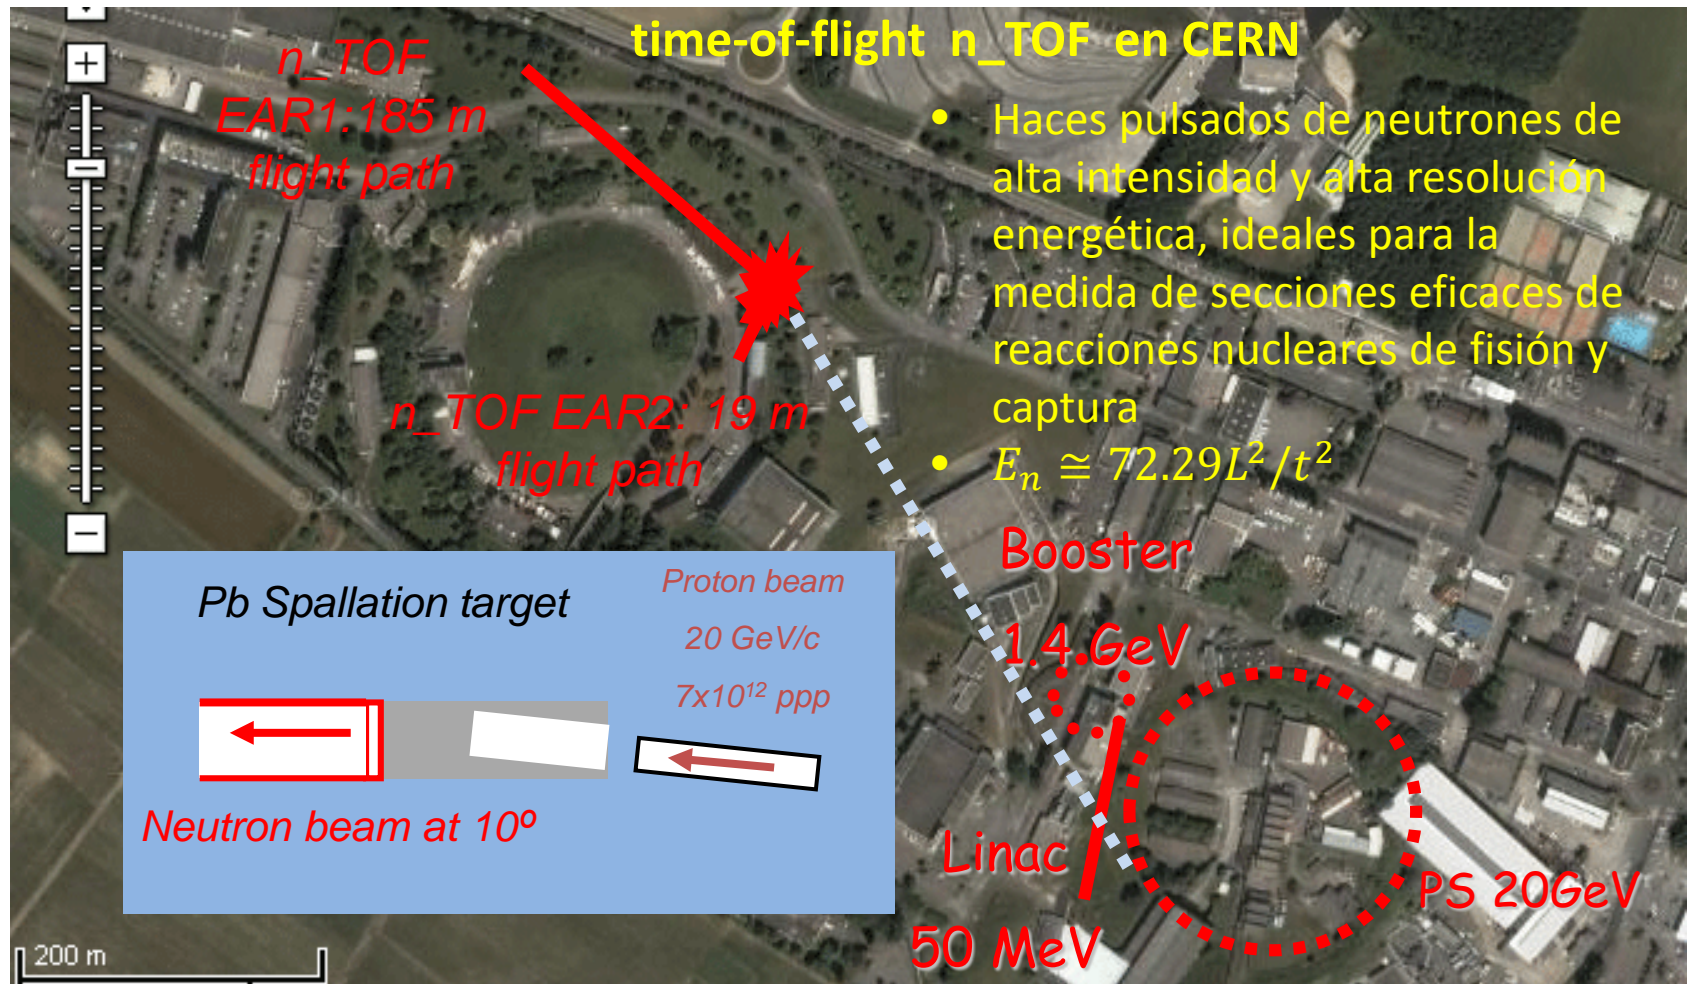 time-of-flight n_TOF en CERN
n_TOF
EAR1:185 m
flight path
• Haces pulsados de neutrones de
alta intensidad y alta resolución
energética, ideales para la
medida de secciones eficaces de
reacciones nucleares de fisión y
captura
• Eₙ ≅ 72.29L²/t²
n_TOF EAR2: 19 m
flight path
Booster
1.4 GeV
Pb Spallation target
Proton beam
20 GeV/c
7x10¹² ppp
Neutron beam at 10º
Linac
50 MeV
PS 20GeV
200 m